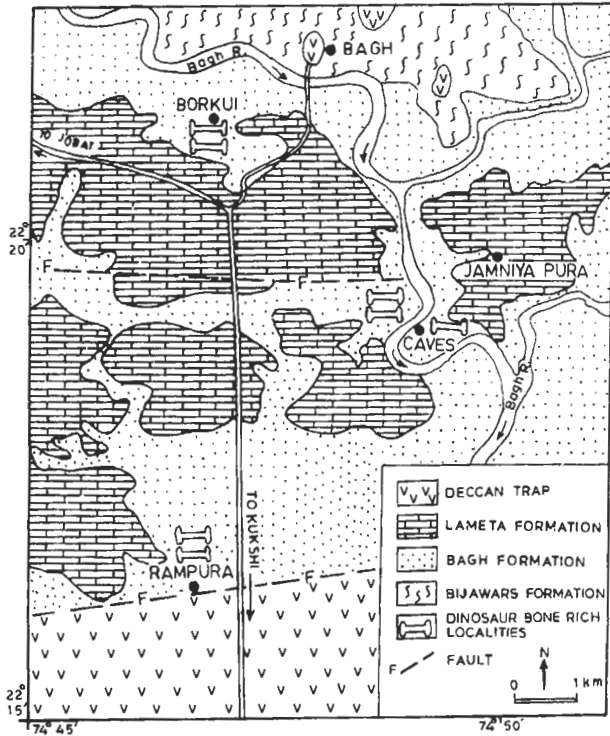 BAGH
Bagh R.
BORKUI
TO JOBAT
22°
20'
F
F
JAMNIYA PURA
CAVES
Bagh R.
TO KUKSHI
RAMPURA
F
F
DECCAN TRAP
LAMETA FORMATION
BAGH FORMATION
BIJAWARS FORMATION
DINOSAUR BONE RICH
LOCALITIES
F FAULT
N
0 1 km
22°
15'
74° 45'
74° 50'